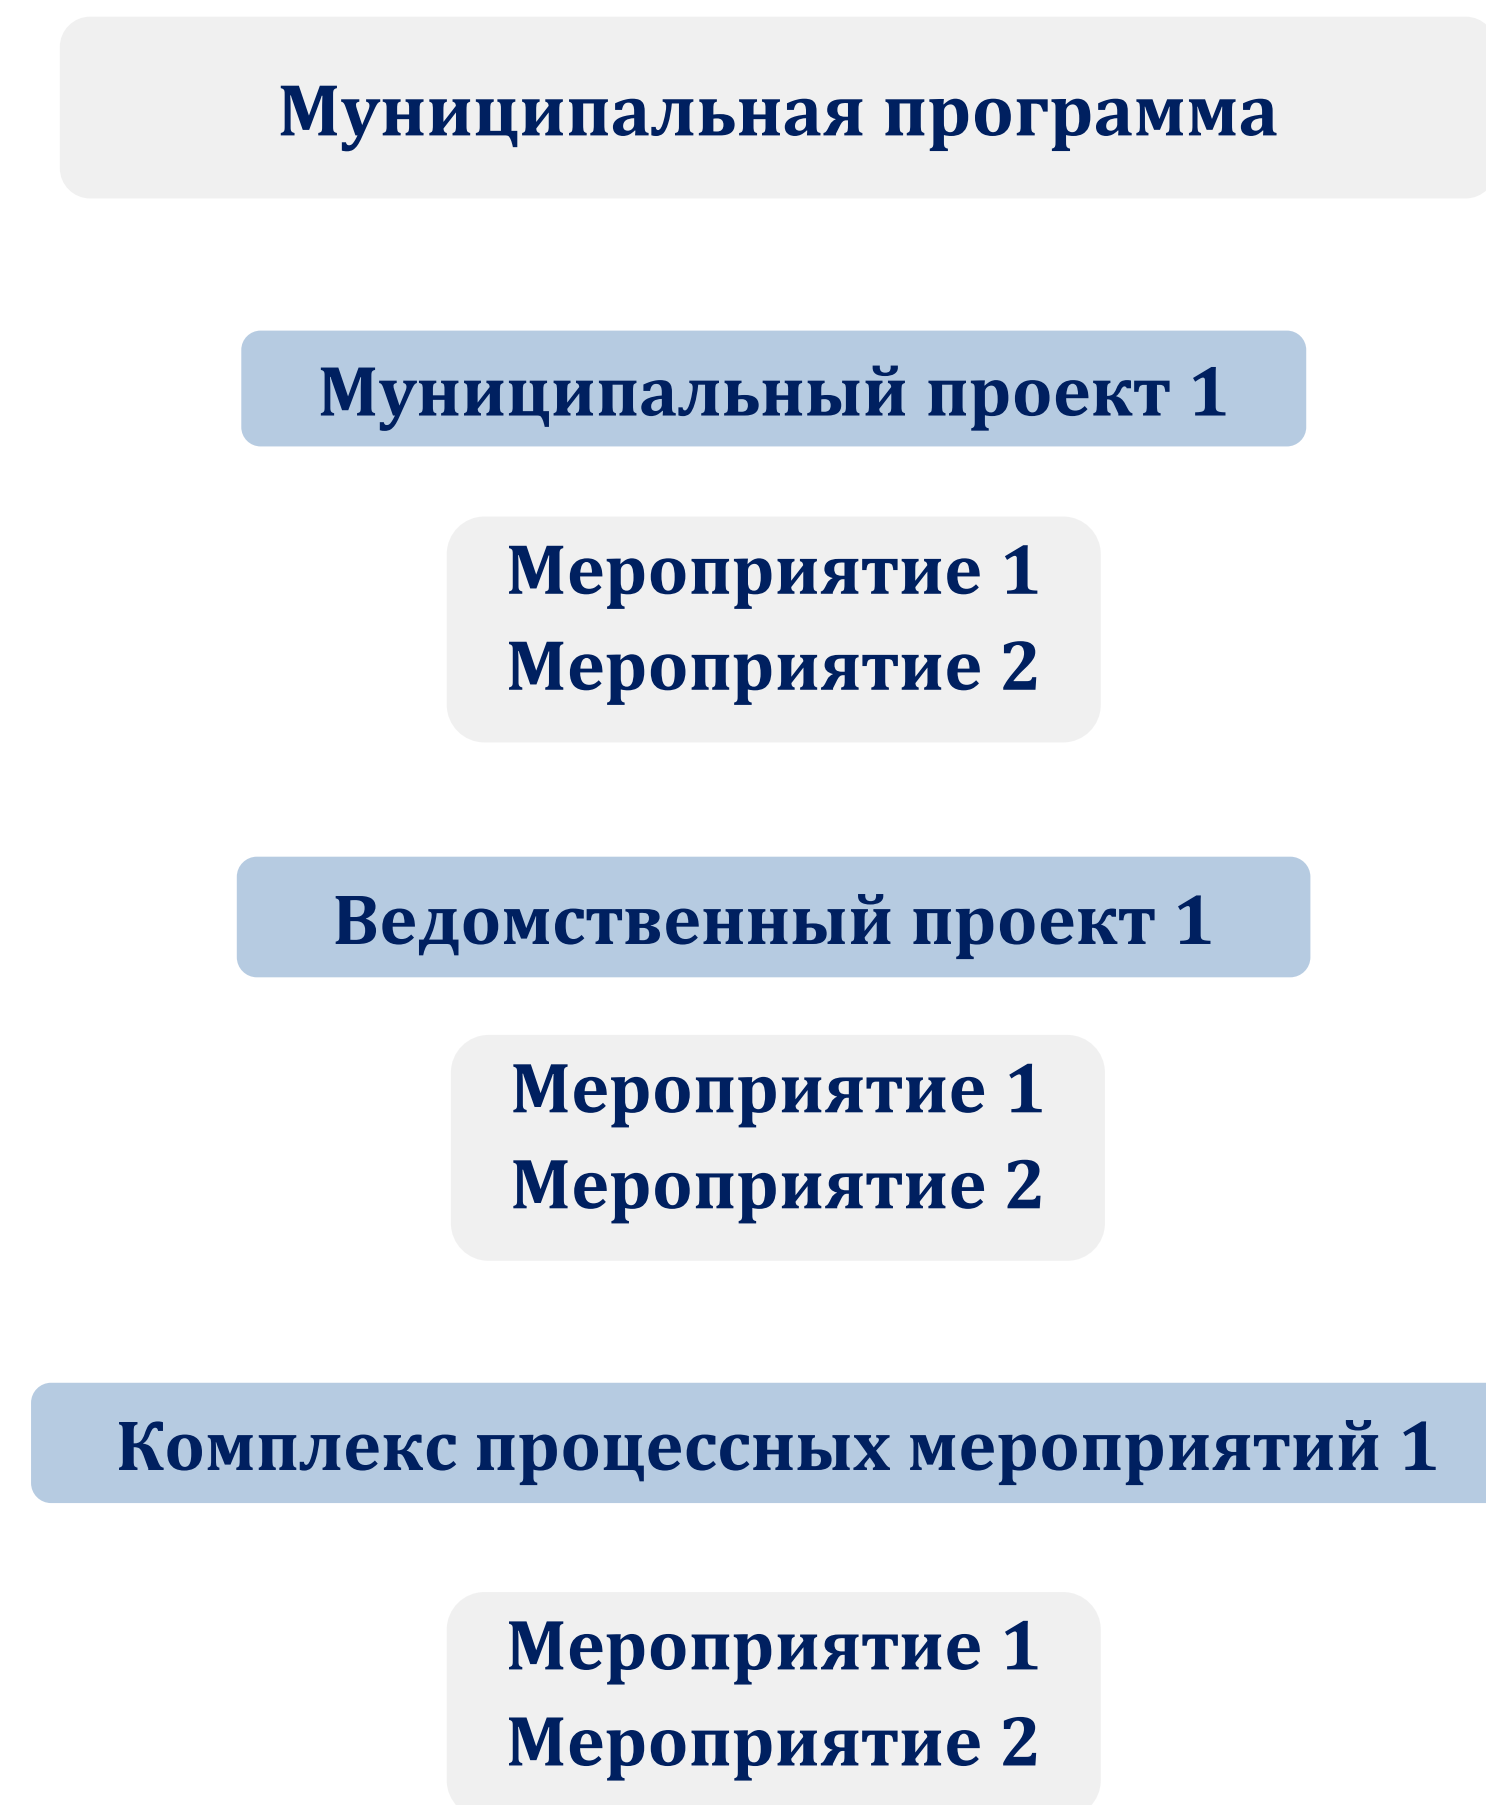 Муниципальная программа
Муниципальный проект 1
Мероприятие 1
Мероприятие 2
Ведомственный проект 1
Мероприятие 1
Мероприятие 2
Комплекс процессных мероприятий 1
Мероприятие 1
Мероприятие 2